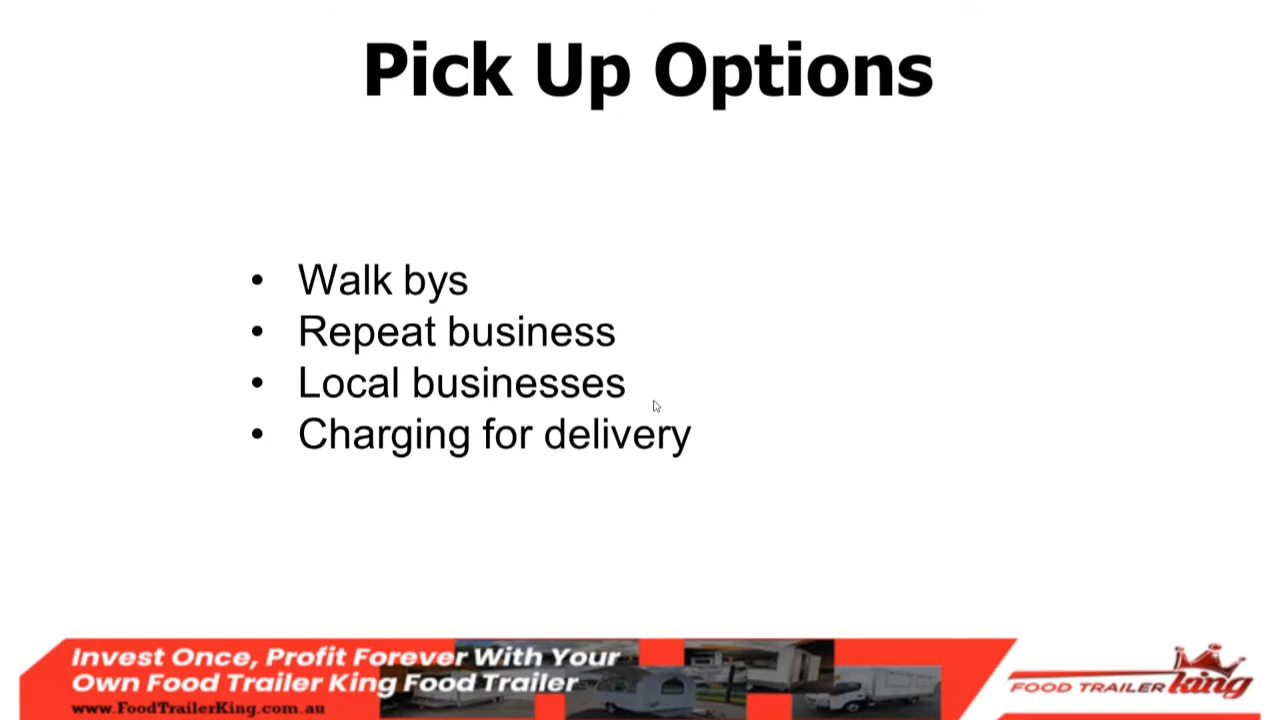 Pick Up Options
• Walk bys
• Repeat business
• Local businesses
• Charging for delivery
Invest Once, Profit Forever With Your
Own Food Trailer King Food Trailer
www.FoodTrailerKing.com.au
FOOD TRAILER king